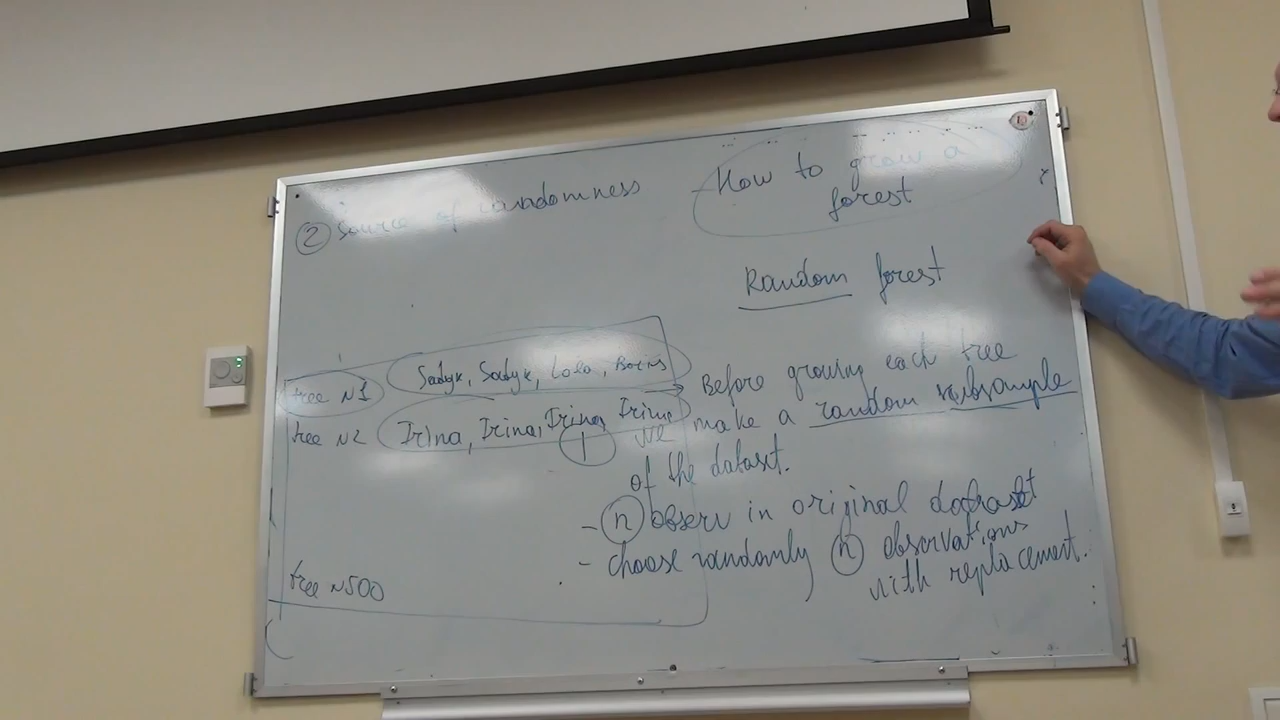 ② Source of randomness
How to grow a
forest
Random forest
tree N1 Sadyk, Sadyk, Lolo, Boris
tree N2 Irina, Irina, Irina, Irina
tree N500
① Before growing each tree
we make a random subsample
of the dataset.
- n observ in original dataset
- choose randomly n observations
with replacement.